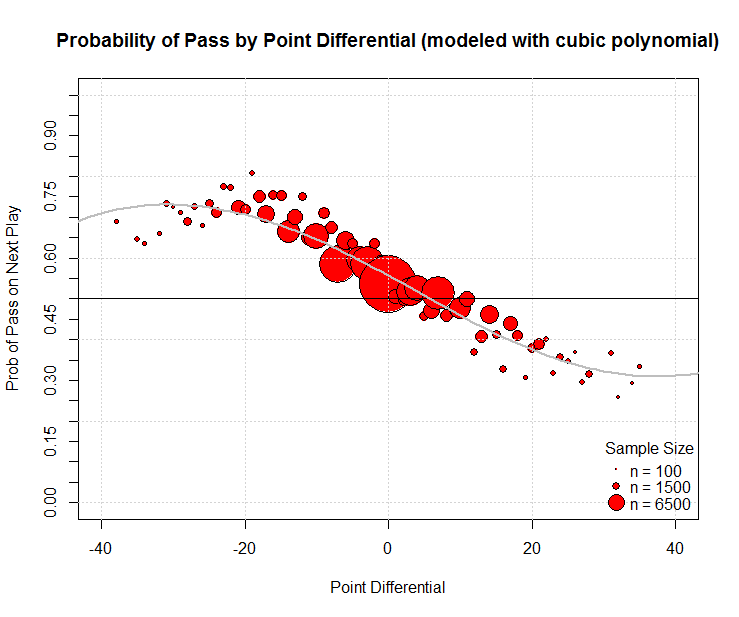 Probability of Pass by Point Differential (modeled with cubic polynomial)
Prob of Pass on Next Play
0.90
0.75
0.60
0.45
0.30
0.15
0.00
Sample Size
n = 100
n = 1500
n = 6500
-40 -20 0 20 40
Point Differential